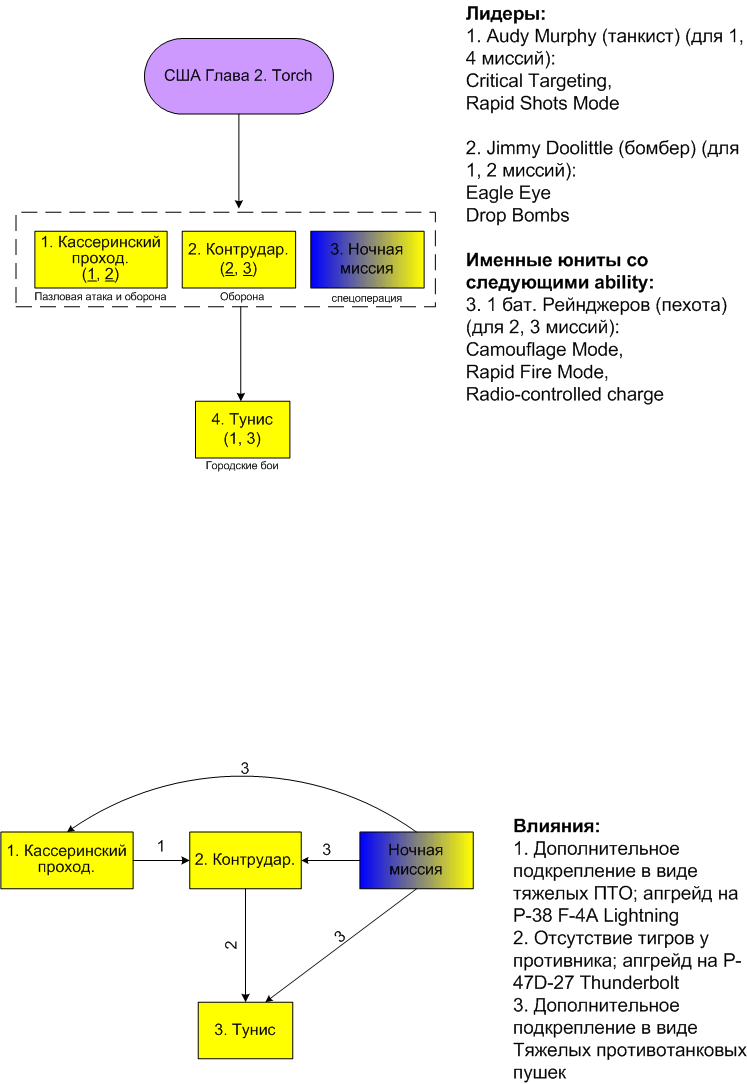 США Глава 2. Torch
1. Кассеринский
проход.
(1, 2)
Пазловая атака и оборона
2. Контрудар.
(2, 3)
Оборона
3. Ночная
миссия
спецоперация
4. Тунис
(1, 3)
Городские бои
Лидеры:
1. Audy Murphy (танкист) (для 1,
4 миссий):
Critical Targeting,
Rapid Shots Mode
2. Jimmy Doolittle (бомбер) (для
1, 2 миссий):
Eagle Eye
Drop Bombs
Именные юниты со
следующими ability:
3. 1 бат. Рейнджеров (пехота)
(для 2, 3 миссий):
Camouflage Mode,
Rapid Fire Mode,
Radio-controlled charge
3
1. Кассеринский
проход.
1
2. Контрудар.
3
Ночная
миссия
2
3
3. Тунис
Влияния:
1. Дополнительное
подкрепление в виде
тяжелых ПТО; апгрейд на
P-38 F-4A Lightning
2. Отсутствие тигров у
противника; апгрейд на P-
47D-27 Thunderbolt
3. Дополнительное
подкрепление в виде
Тяжелых противотанковых
пушек